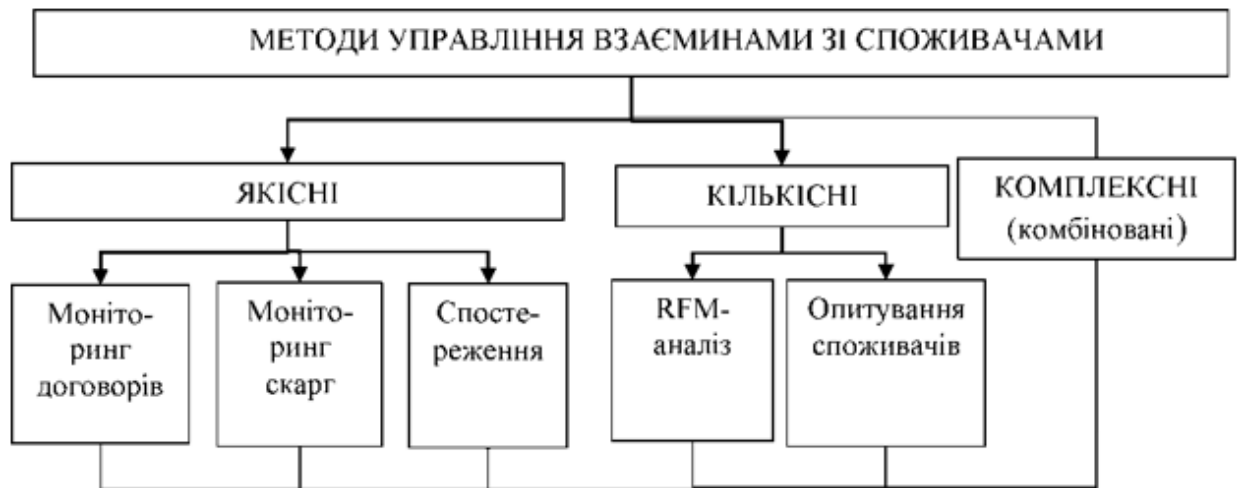 МЕТОДИ УПРАВЛІННЯ ВЗАЄМИНАМИ ЗІ СПОЖИВАЧАМИ
ЯКІСНІ
КІЛЬКІСНІ
КОМПЛЕКСНІ
(комбіновані)
Моніто-
ринг
договорів
Моніто-
ринг
скарг
Спосте-
реження
RFM-
аналіз
Опитування
споживачів